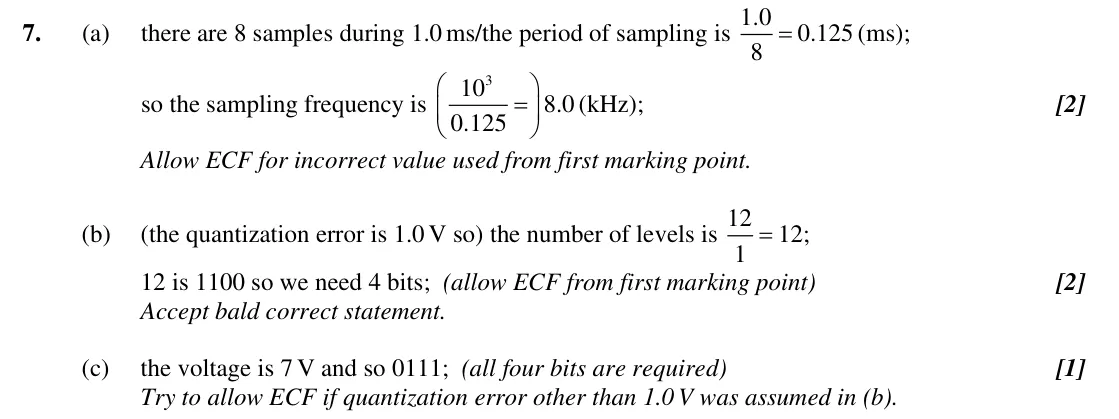 7. (a) there are 8 samples during 1.0 ms/the period of sampling is 1.0/8 = 0.125 (ms);
so the sampling frequency is (10³/0.125 =) 8.0 (kHz); [2]
Allow ECF for incorrect value used from first marking point.
(b) (the quantization error is 1.0 V so) the number of levels is 12/1 = 12;
12 is 1100 so we need 4 bits; (allow ECF from first marking point) [2]
Accept bald correct statement.
(c) the voltage is 7 V and so 0111; (all four bits are required) [1]
Try to allow ECF if quantization error other than 1.0 V was assumed in (b).